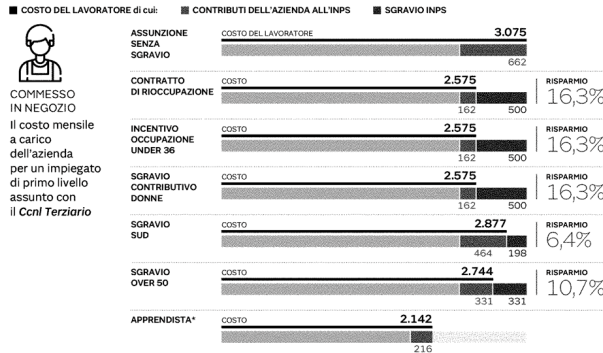 COSTO DEL LAVORATORE di cui: CONTRIBUTI DELL'AZIENDA ALL'INPS SGRAVIO INPS
COMMESSO
IN NEGOZIO
Il costo mensile
a carico
dell'azienda
per un impiegato
di primo livello
assunto con
il Ccnl Terziario
ASSUNZIONE
SENZA
SGRAVIO
COSTO DEL LAVORATORE 3.075
662
CONTRATTO
DI RIOCCUPAZIONE
COSTO 2.575
162 500
RISPARMIO
16,3%
INCENTIVO
OCCUPAZIONE
UNDER 36
COSTO 2.575
162 500
RISPARMIO
16,3%
SGRAVIO
CONTRIBUTIVO
DONNE
COSTO 2.575
162 500
RISPARMIO
16,3%
SGRAVIO
SUD
COSTO 2.877
464 198
RISPARMIO
6,4%
SGRAVIO
OVER 50
COSTO 2.744
331 331
RISPARMIO
10,7%
APPRENDISTA*
COSTO 2.142
216